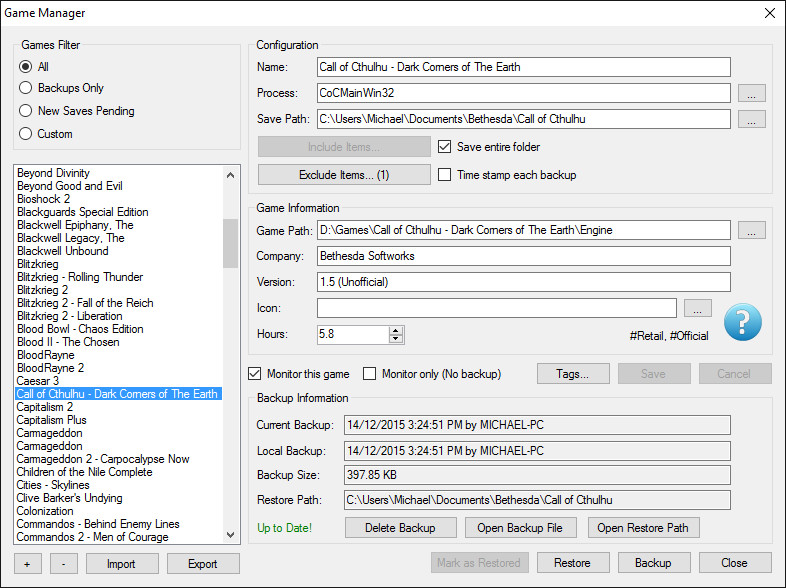 Game Manager
Games Filter
All
Backups Only
New Saves Pending
Custom
Beyond Divinity
Beyond Good and Evil
Bioshock 2
Blackguards Special Edition
Blackwell Epiphany, The
Blackwell Legacy, The
Blackwell Unbound
Blitzkrieg
Blitzkrieg - Rolling Thunder
Blitzkrieg 2
Blitzkrieg 2 - Fall of the Reich
Blitzkrieg 2 - Liberation
Blood Bowl - Chaos Edition
Blood II - The Chosen
BloodRayne
BloodRayne 2
Caesar 3
Call of Cthulhu - Dark Corners of The Earth
Capitalism 2
Capitalism Plus
Carmageddon
Carmageddon
Carmageddon 2 - Carpocalypse Now
Children of the Nile Complete
Cities - Skylines
Clive Barker's Undying
Colonization
Commandos - Behind Enemy Lines
Commandos 2 - Men of Courage
+ - Import Export
Configuration
Name: Call of Cthulhu - Dark Corners of The Earth
Process: CoCMainWin32 ...
Save Path: C:\Users\Michael\Documents\Bethesda\Call of Cthulhu ...
Include Items... Save entire folder
Exclude Items... (1) Time stamp each backup
Game Information
Game Path: D:\Games\Call of Cthulhu - Dark Corners of The Earth\Engine ...
Company: Bethesda Softworks
Version: 1.5 (Unofficial)
Icon: ...
Hours: 5.8 #Retail, #Official ?
Monitor this game Monitor only (No backup) Tags... Save Cancel
Backup Information
Current Backup: 14/12/2015 3:24:51 PM by MICHAEL-PC
Local Backup: 14/12/2015 3:24:51 PM by MICHAEL-PC
Backup Size: 397.85 KB
Restore Path: C:\Users\Michael\Documents\Bethesda\Call of Cthulhu
Up to Date! Delete Backup Open Backup File Open Restore Path
Mark as Restored Restore Backup Close